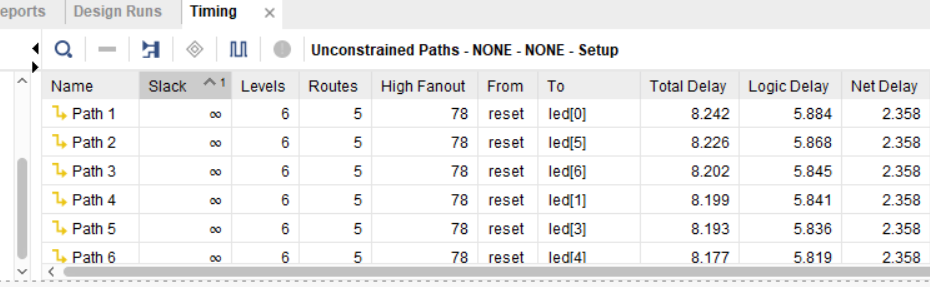 eports Design Runs Timing ×
Unconstrained Paths - NONE - NONE - Setup
Name Slack ^1 Levels Routes High Fanout From To Total Delay Logic Delay Net Delay
Path 1 ∞ 6 5 78 reset led[0] 8.242 5.884 2.358
Path 2 ∞ 6 5 78 reset led[5] 8.226 5.868 2.358
Path 3 ∞ 6 5 78 reset led[6] 8.202 5.845 2.358
Path 4 ∞ 6 5 78 reset led[1] 8.199 5.841 2.358
Path 5 ∞ 6 5 78 reset led[3] 8.193 5.836 2.358
Path 6 ∞ 6 5 78 reset led[4] 8.177 5.819 2.358